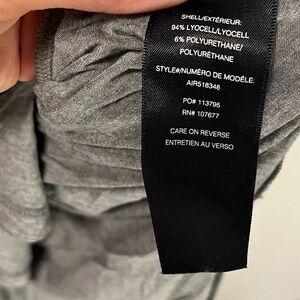 SHELL/EXTÉRIEUR:
94% LYOCELL/LYOCELL
6% POLYURETHANE/
POLYURÉTHANE
STYLE#/NUMÉRO DE MODÈLE:
AIR518348
PO# 113795
RN# 107677
CARE ON REVERSE
ENTRETIEN AU VERSO